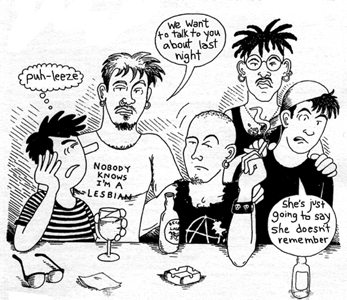 puh-leeze
we want
to talk to you
about last
night
NOBODY
KNOWS
I'M A
LESBIAN
She's just
going to say
she doesn't
remember